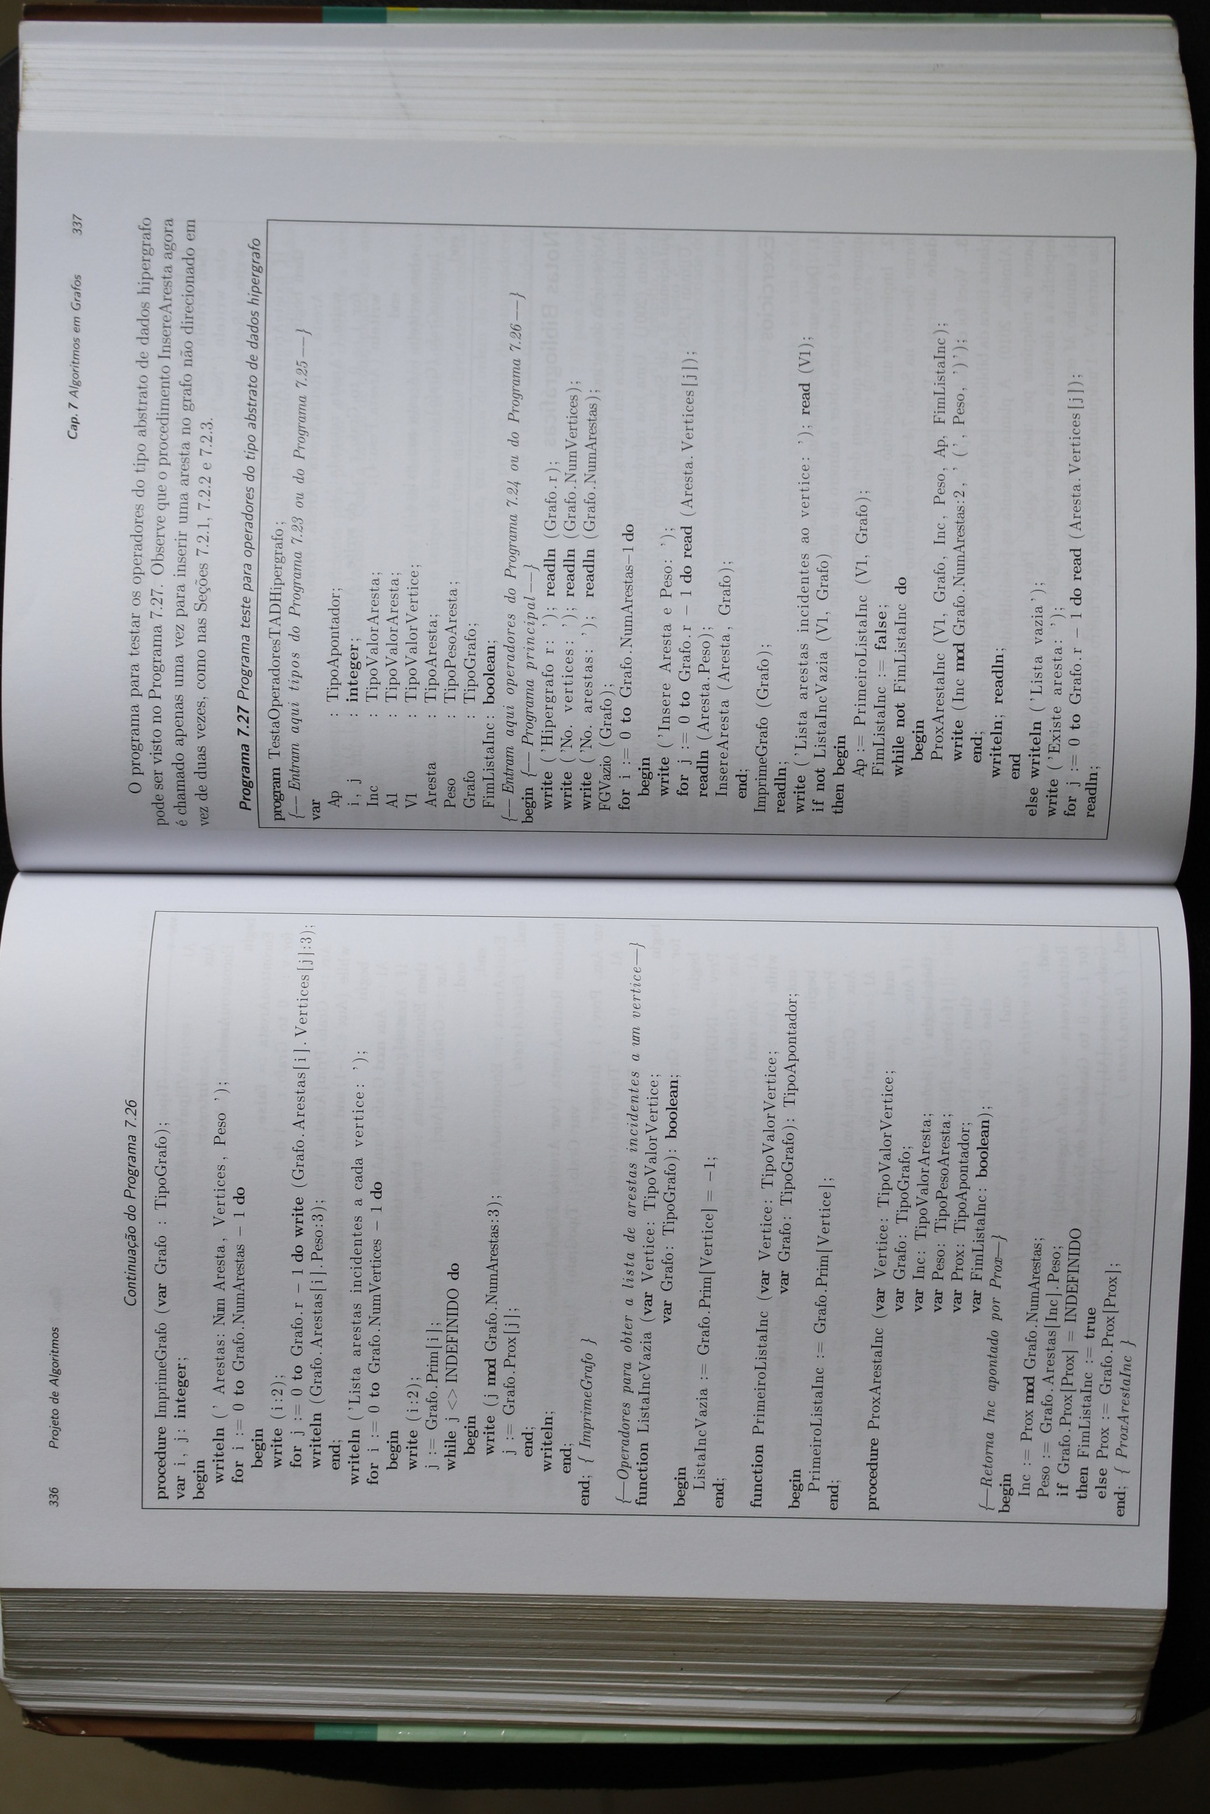 336 Projeto de Algoritmos
Continuação do Programa 7.26
procedure ImprimeGrafo (var Grafo : TipoGrafo);
var i, j: integer;
begin
writeln (' Arestas: Num Aresta, Vertices, Peso ');
for i := 0 to Grafo.NumArestas − 1 do
begin
write (i:2);
for j := 0 to Grafo.r − 1 do write (Grafo.Arestas[i].Vertices[j]:3);
writeln (Grafo.Arestas[i].Peso:3);
end;
writeln ('Lista arestas incidentes a cada vertice: ');
for i := 0 to Grafo.NumVertices − 1 do
begin
write (i:2);
j := Grafo.Prim[i];
while j <> INDEFINIDO do
begin
write (j mod Grafo.NumArestas:3);
j := Grafo.Prox[j];
end;
writeln;
end;
end; { ImprimeGrafo }
{—Operadores para obter a lista de arestas incidentes a um vertice—}
function ListaIncVazia (var Vertice: TipoValorVertice;
var Grafo: TipoGrafo): boolean;
begin
ListaIncVazia := Grafo.Prim[Vertice] = −1;
end;
function PrimeiroListaInc (var Vertice: TipoValorVertice;
var Grafo: TipoGrafo): TipoApontador;
begin
PrimeiroListaInc := Grafo.Prim[Vertice];
end;
procedure ProxArestaInc (var Vertice: TipoValorVertice;
var Grafo: TipoGrafo;
var Inc: TipoValorAresta;
var Peso: TipoPesoAresta;
var Prox: TipoApontador;
var FimListaInc: boolean);
{—Retorna Inc apontado por Prox—}
begin
Inc := Prox mod Grafo.NumArestas;
Peso := Grafo.Arestas[Inc].Peso;
if Grafo.Prox[Prox] = INDEFINIDO
then FimListaInc := true
else Prox := Grafo.Prox[Prox];
end; { ProxArestaInc }
Cap. 7 Algoritmos em Grafos 337
O programa para testar os operadores do tipo abstrato de dados hipergrafo
pode ser visto no Programa 7.27. Observe que o procedimento InsereAresta agora
é chamado apenas uma vez para inserir uma aresta no grafo não direcionado em
vez de duas vezes, como nas Seções 7.2.1, 7.2.2 e 7.2.3.
Programa 7.27 Programa teste para operadores do tipo abstrato de dados hipergrafo
program TestaOperadoresTADHipergrafo;
{—– Entram aqui tipos do Programa 7.23 ou do Programa 7.25 —–}
var
Ap : TipoApontador;
i, j : integer;
Inc : TipoValorAresta;
A1 : TipoValorAresta;
V1 : TipoValorVertice;
Aresta : TipoAresta;
Peso : TipoPesoAresta;
Grafo : TipoGrafo;
FimListaInc: boolean;
{—– Entram aqui operadores do Programa 7.24 ou do Programa 7.26 —–}
begin {—– Programa principal —–}
write ('Hipergrafo r: '); readln (Grafo.r);
write ('No. vertices: '); readln (Grafo.NumVertices);
write ('No. arestas: '); readln (Grafo.NumArestas);
FGVazio (Grafo);
for i := 0 to Grafo.NumArestas−1 do
begin
write ('Insere Aresta e Peso: ');
for j := 0 to Grafo.r − 1 do read (Aresta.Vertices[j]);
readln (Aresta.Peso);
InsereAresta (Aresta, Grafo);
end;
ImprimeGrafo (Grafo);
readln;
write ('Lista arestas incidentes ao vertice: '); read (V1);
if not ListaIncVazia (V1, Grafo)
then begin
Ap := PrimeiroListaInc (V1, Grafo);
FimListaInc := false;
while not FimListaInc do
begin
ProxArestaInc (V1, Grafo, Inc, Peso, Ap, FimListaInc);
write (Inc mod Grafo.NumArestas:2, ' (', Peso, ')');
end;
writeln; readln;
end
else writeln ('Lista vazia');
write ('Existe aresta: ');
for j := 0 to Grafo.r − 1 do read (Aresta.Vertices[j]);
readln;